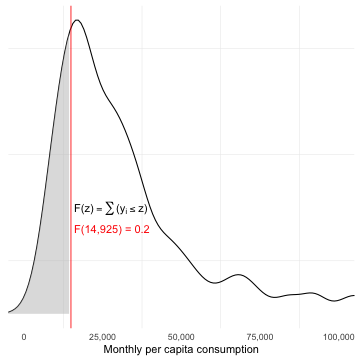 F(z) = ∑ (yᵢ ≤ z)
F(14,925) = 0.2
0 25,000 50,000 75,000 100,000
Monthly per capita consumption